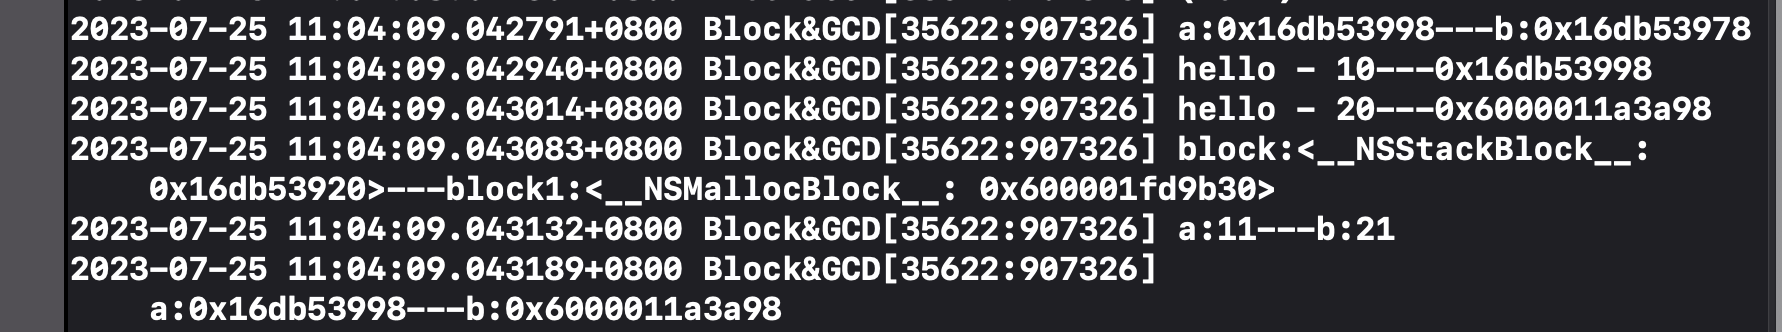 2023-07-25 11:04:09.042791+0800 Block&GCD[35622:907326] a:0x16db53998---b:0x16db53978
2023-07-25 11:04:09.042940+0800 Block&GCD[35622:907326] hello - 10---0x16db53998
2023-07-25 11:04:09.043014+0800 Block&GCD[35622:907326] hello - 20---0x6000011a3a98
2023-07-25 11:04:09.043083+0800 Block&GCD[35622:907326] block:<__NSStackBlock__:
0x16db53920>---block1:<__NSMallocBlock__: 0x600001fd9b30>
2023-07-25 11:04:09.043132+0800 Block&GCD[35622:907326] a:11---b:21
2023-07-25 11:04:09.043189+0800 Block&GCD[35622:907326]
a:0x16db53998---b:0x6000011a3a98